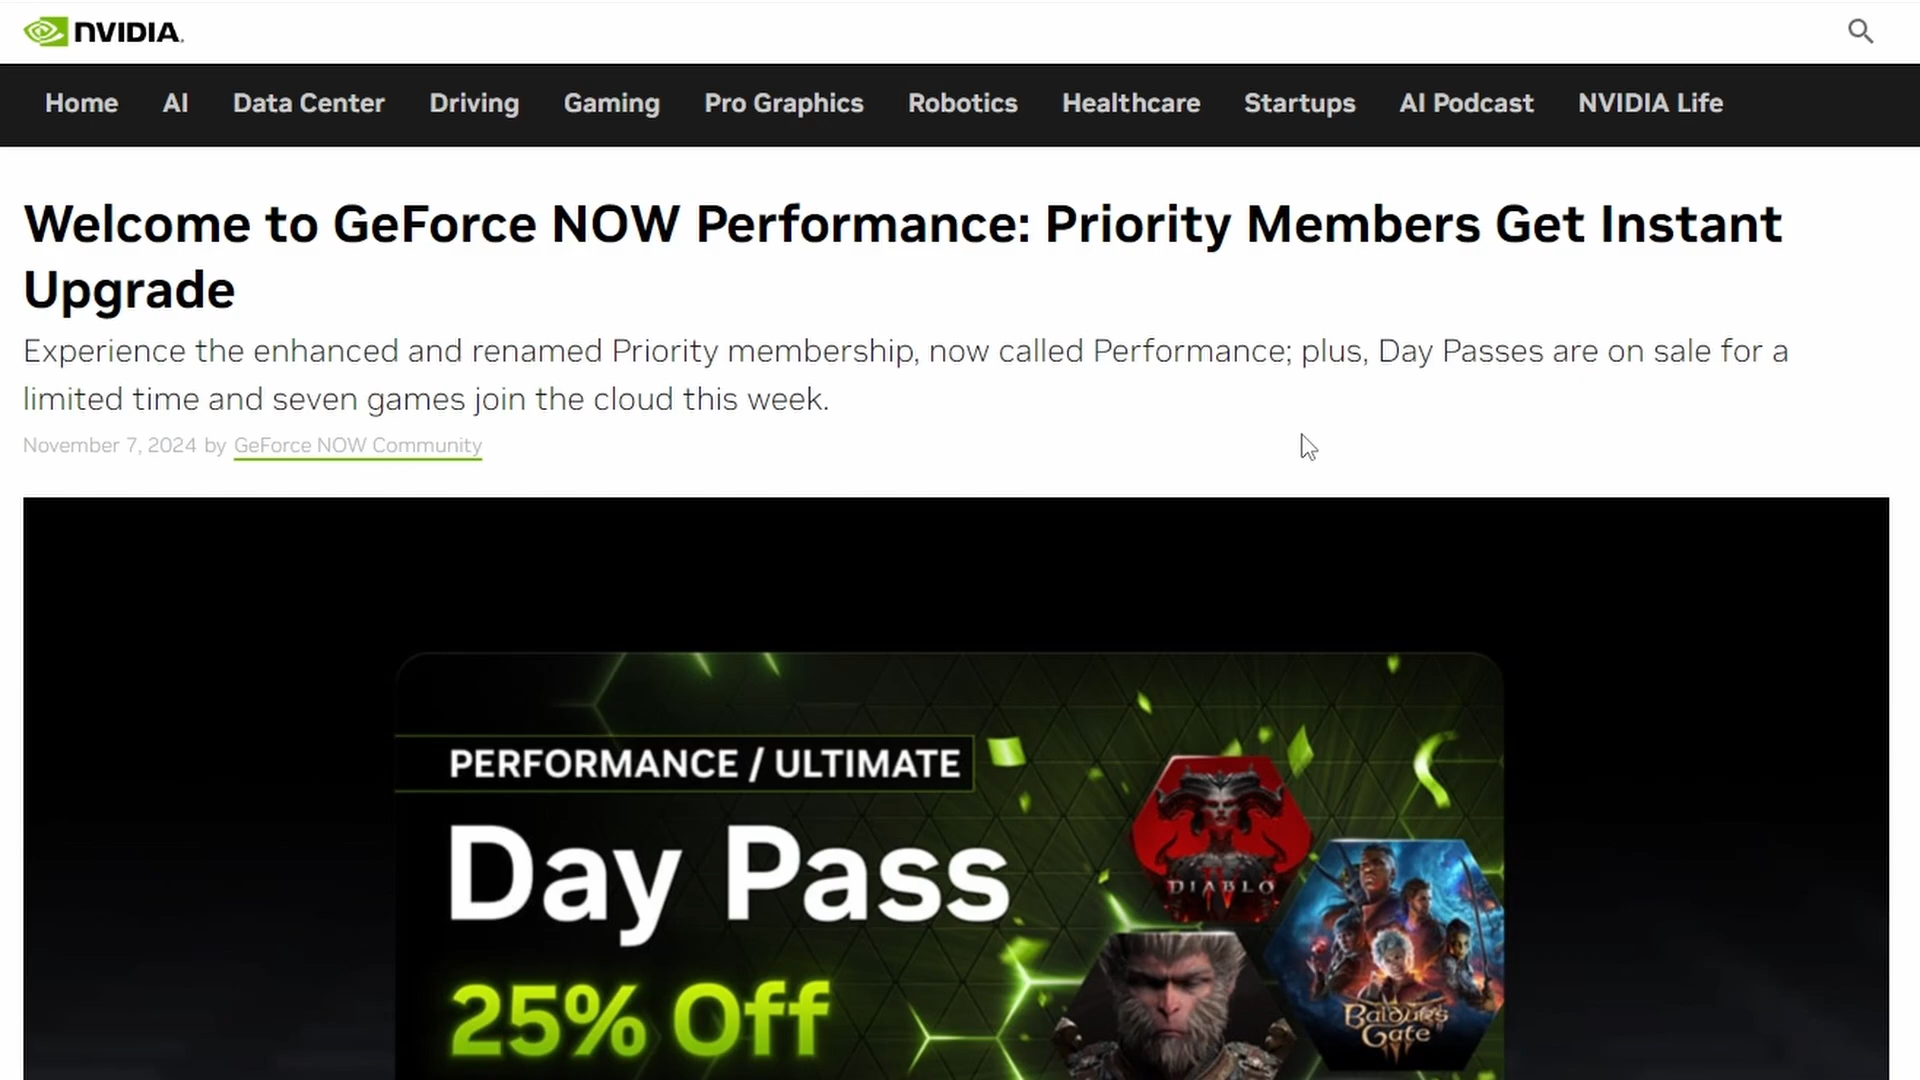 NVIDIA.
Home AI Data Center Driving Gaming Pro Graphics Robotics Healthcare Startups AI Podcast NVIDIA Life
Welcome to GeForce NOW Performance: Priority Members Get Instant
Upgrade
Experience the enhanced and renamed Priority membership, now called Performance; plus, Day Passes are on sale for a
limited time and seven games join the cloud this week.
November 7, 2024 by GeForce NOW Community
PERFORMANCE / ULTIMATE
Day Pass
25% Off
DIABLO
IV
BALDUR'S
GATE
III